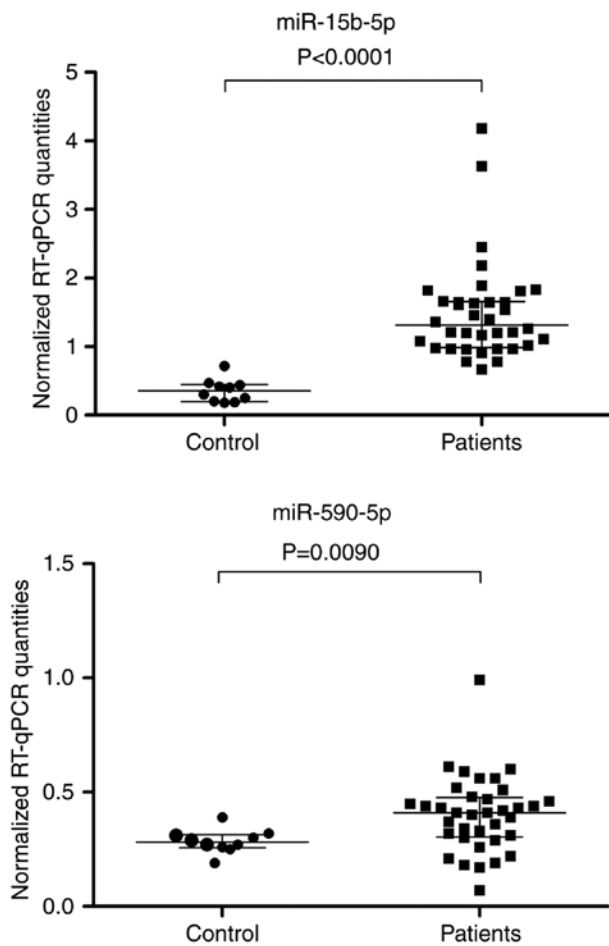 miR-15b-5p
P<0.0001
5
4
3
2
1
0
Normalized RT-qPCR quantities
Control
Patients
miR-590-5p
P=0.0090
1.5
1.0
0.5
0.0
Normalized RT-qPCR quantities
Control
Patients